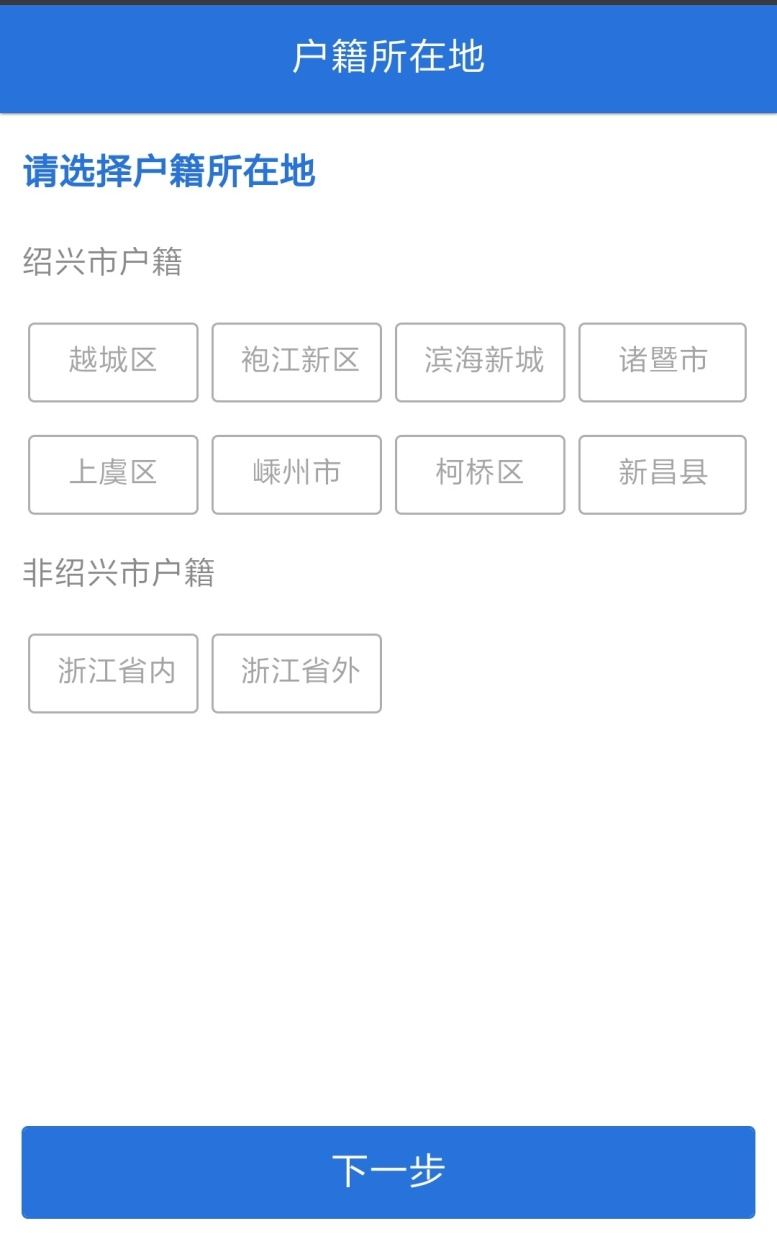 户籍所在地
请选择户籍所在地
绍兴市户籍
越城区 袍江新区 滨海新城 诸暨市
上虞区 嵊州市 柯桥区 新昌县
非绍兴市户籍
浙江省内 浙江省外
下一步